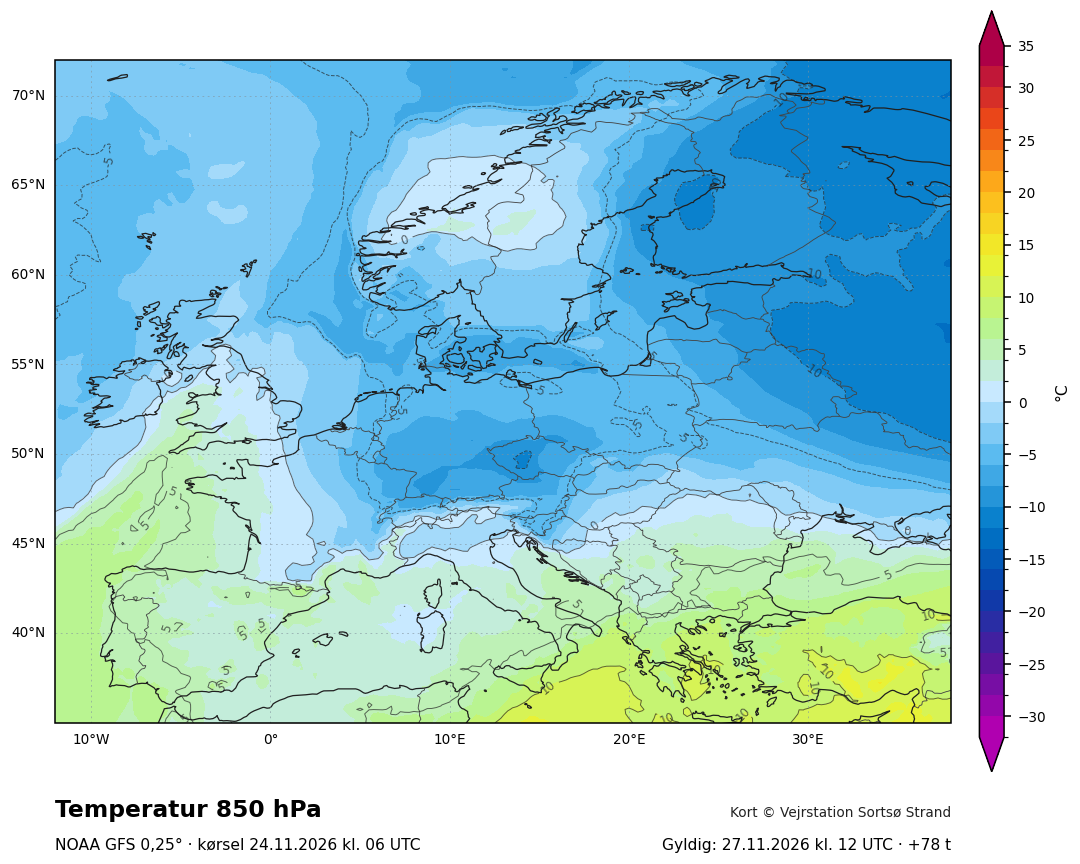 70°N
65°N
60°N
55°N
50°N
45°N
40°N
10°W
0°
10°E
20°E
30°E
35
30
25
20
15
10
5
0
−5
−10
−15
−20
−25
−30
°C
Temperatur 850 hPa
Kort © Vejrstation Sortsø Strand
NOAA GFS 0,25° · kørsel 24.11.2026 kl. 06 UTC
Gyldig: 27.11.2026 kl. 12 UTC · +78 t